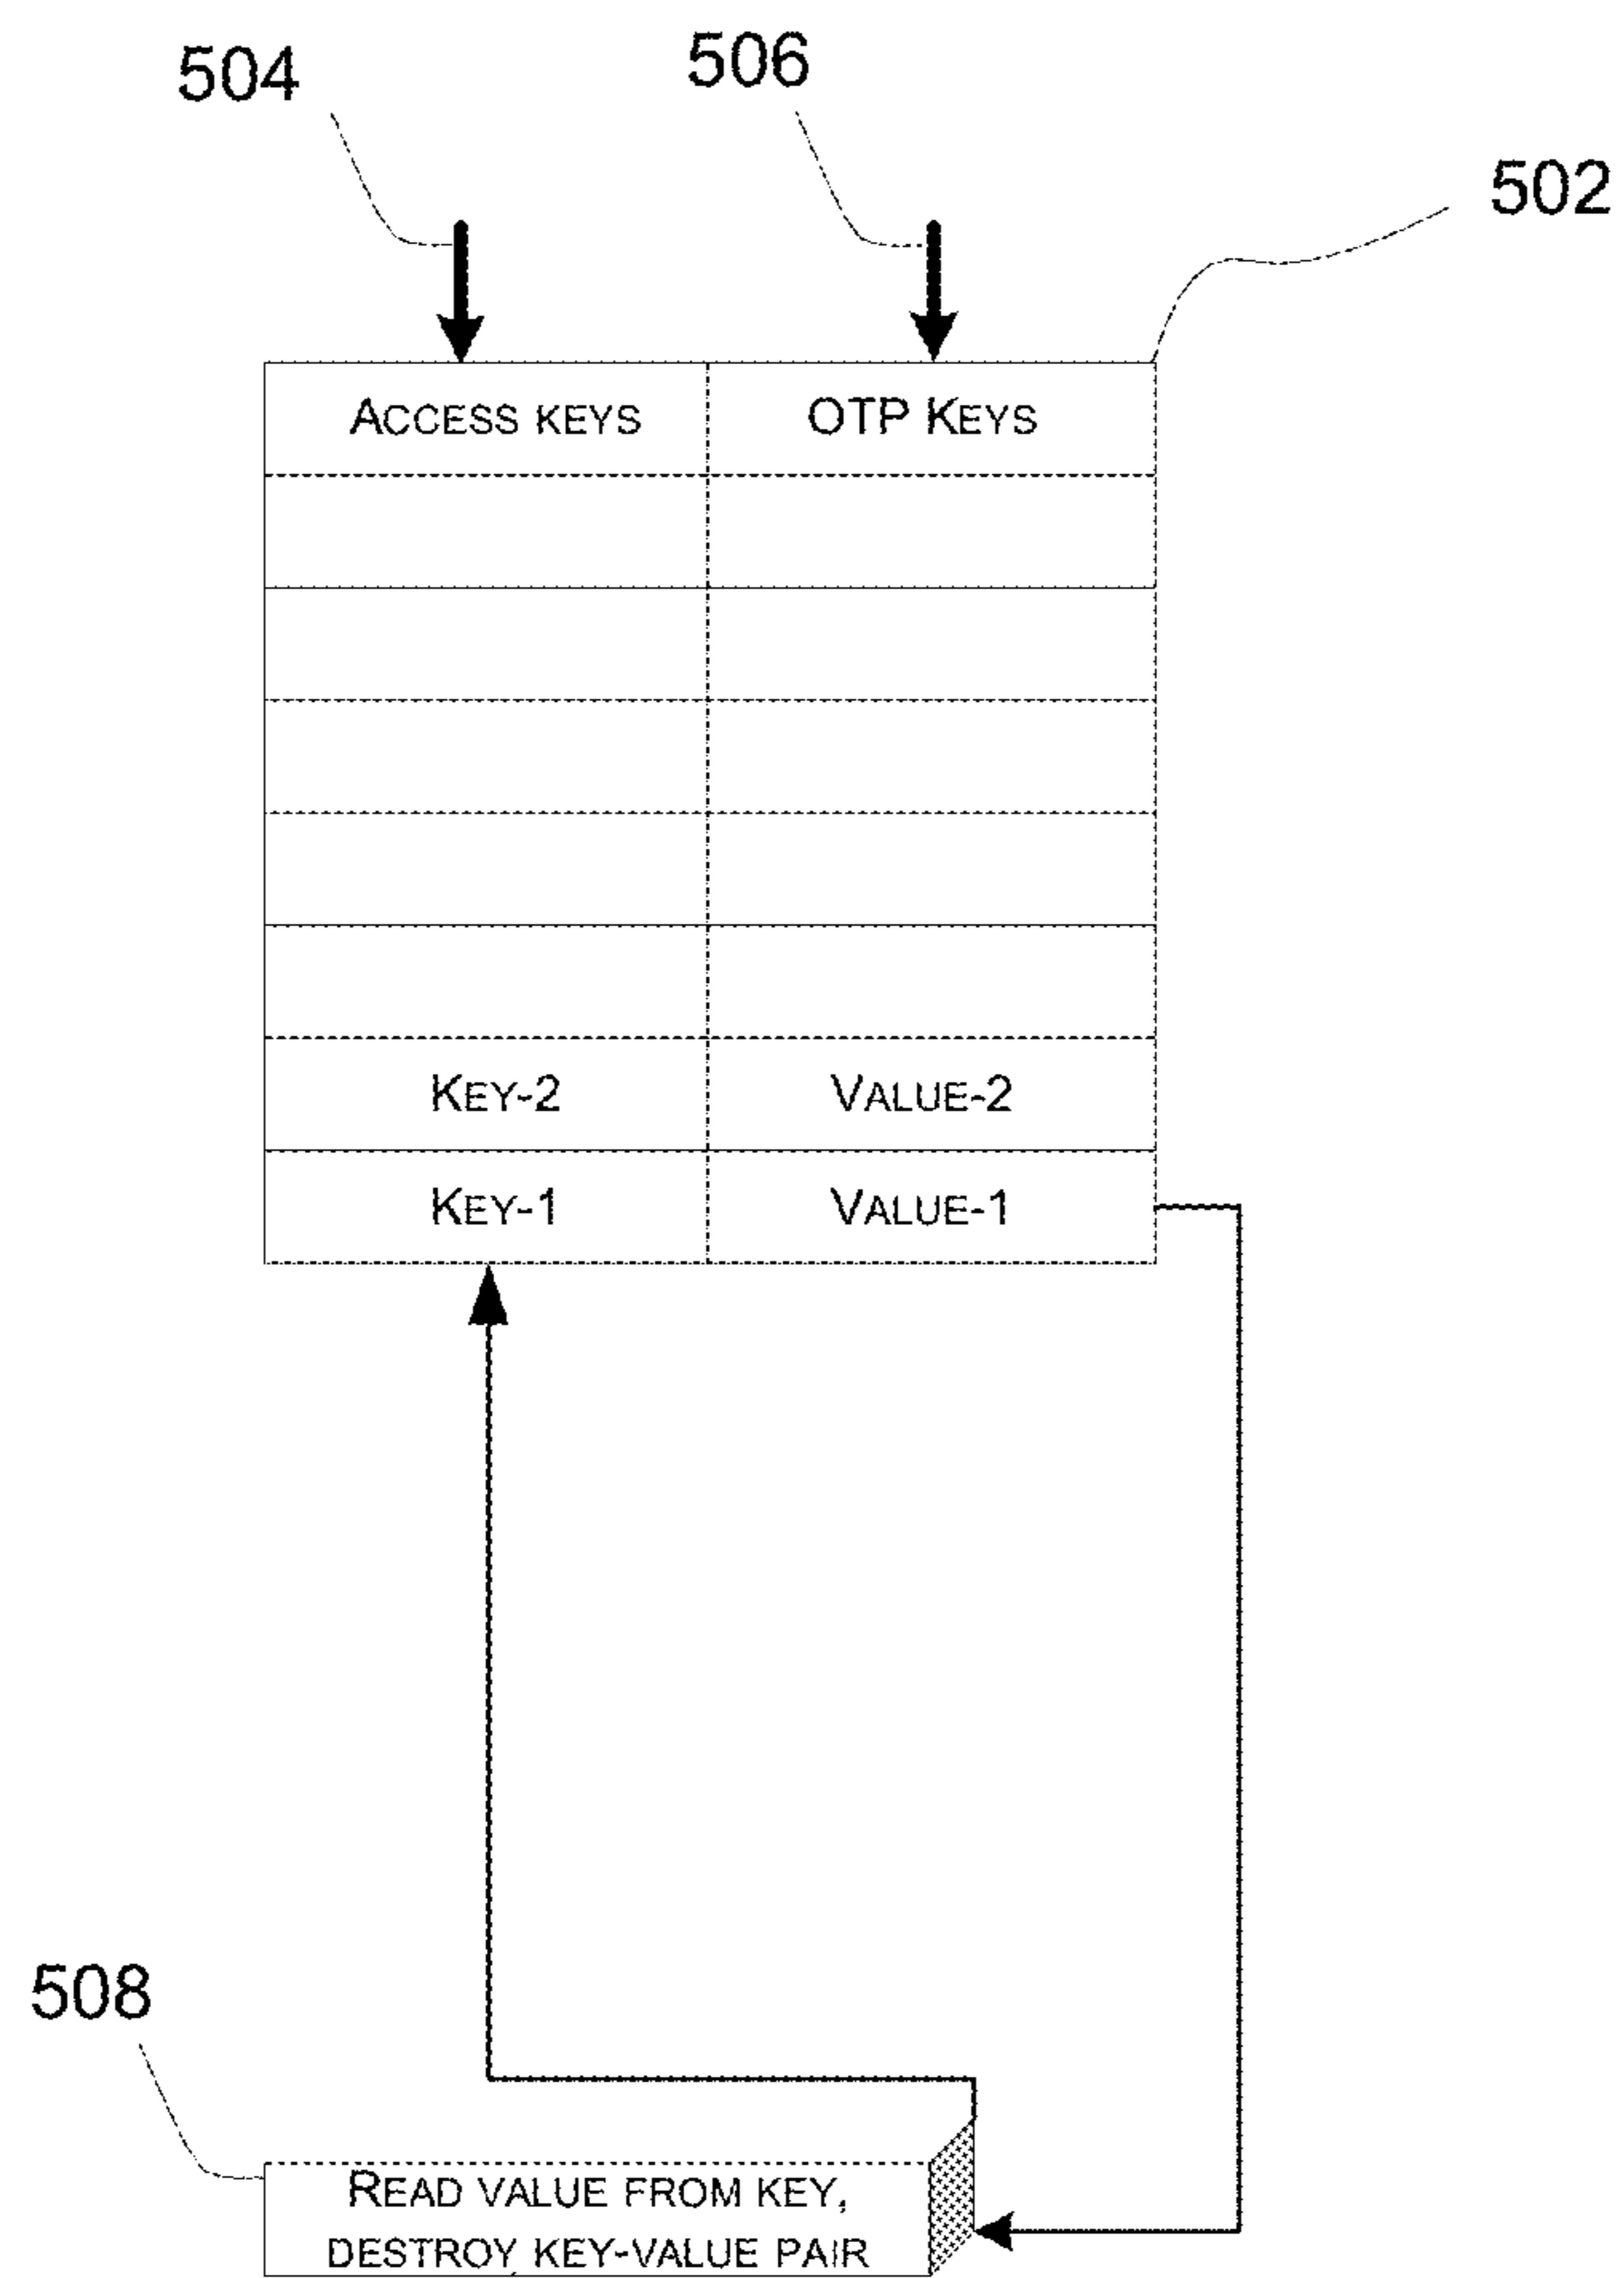 504
506
502
ACCESS KEYS
OTP KEYS
KEY-2
VALUE-2
KEY-1
VALUE-1
508
READ VALUE FROM KEY,
DESTROY KEY-VALUE PAIR